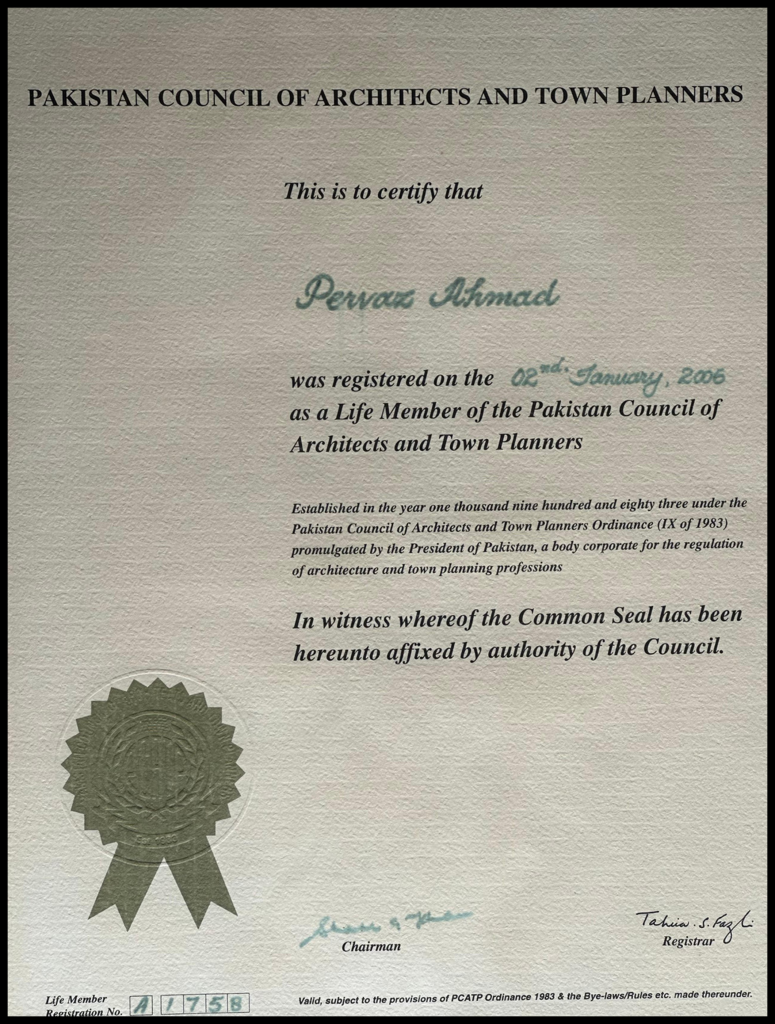 PAKISTAN COUNCIL OF ARCHITECTS AND TOWN PLANNERS
This is to certify that
Pervaz Ahmad
was registered on the 02nd. January, 2006
as a Life Member of the Pakistan Council of
Architects and Town Planners
Established in the year one thousand nine hundred and eighty three under the
Pakistan Council of Architects and Town Planners Ordinance (IX of 1983)
promulgated by the President of Pakistan, a body corporate for the regulation
of architecture and town planning professions
In witness whereof the Common Seal has been
hereunto affixed by authority of the Council.
Chairman
Tahira .S. Fazli
Registrar
Life Member
Registration No. A 1758
Valid, subject to the provisions of PCATP Ordinance 1983 & the Bye-laws/Rules etc. made thereunder.